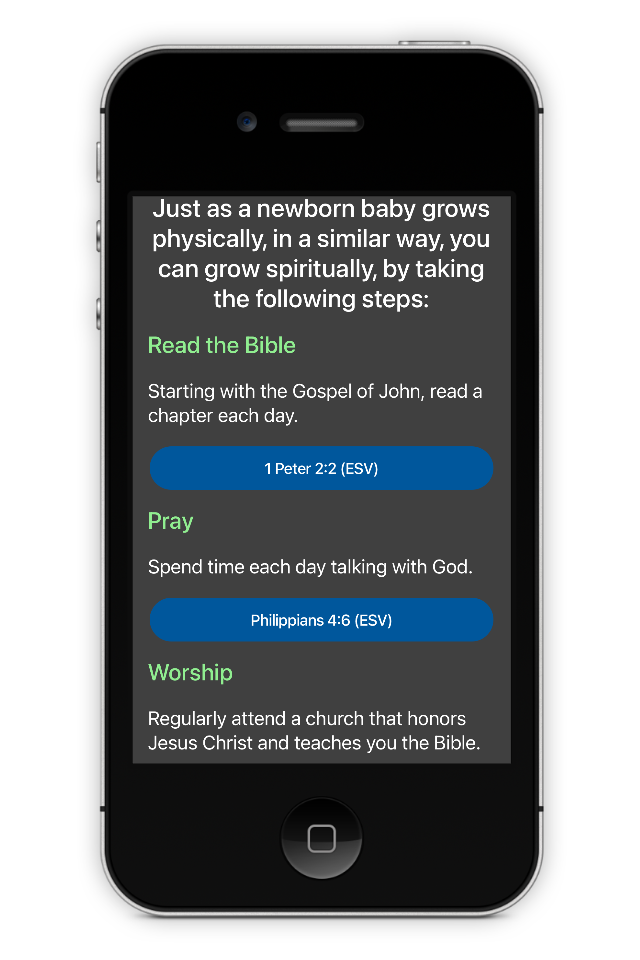 Just as a newborn baby grows
physically, in a similar way, you
can grow spiritually, by taking
the following steps:
Read the Bible
Starting with the Gospel of John, read a
chapter each day.
1 Peter 2:2 (ESV)
Pray
Spend time each day talking with God.
Philippians 4:6 (ESV)
Worship
Regularly attend a church that honors
Jesus Christ and teaches you the Bible.